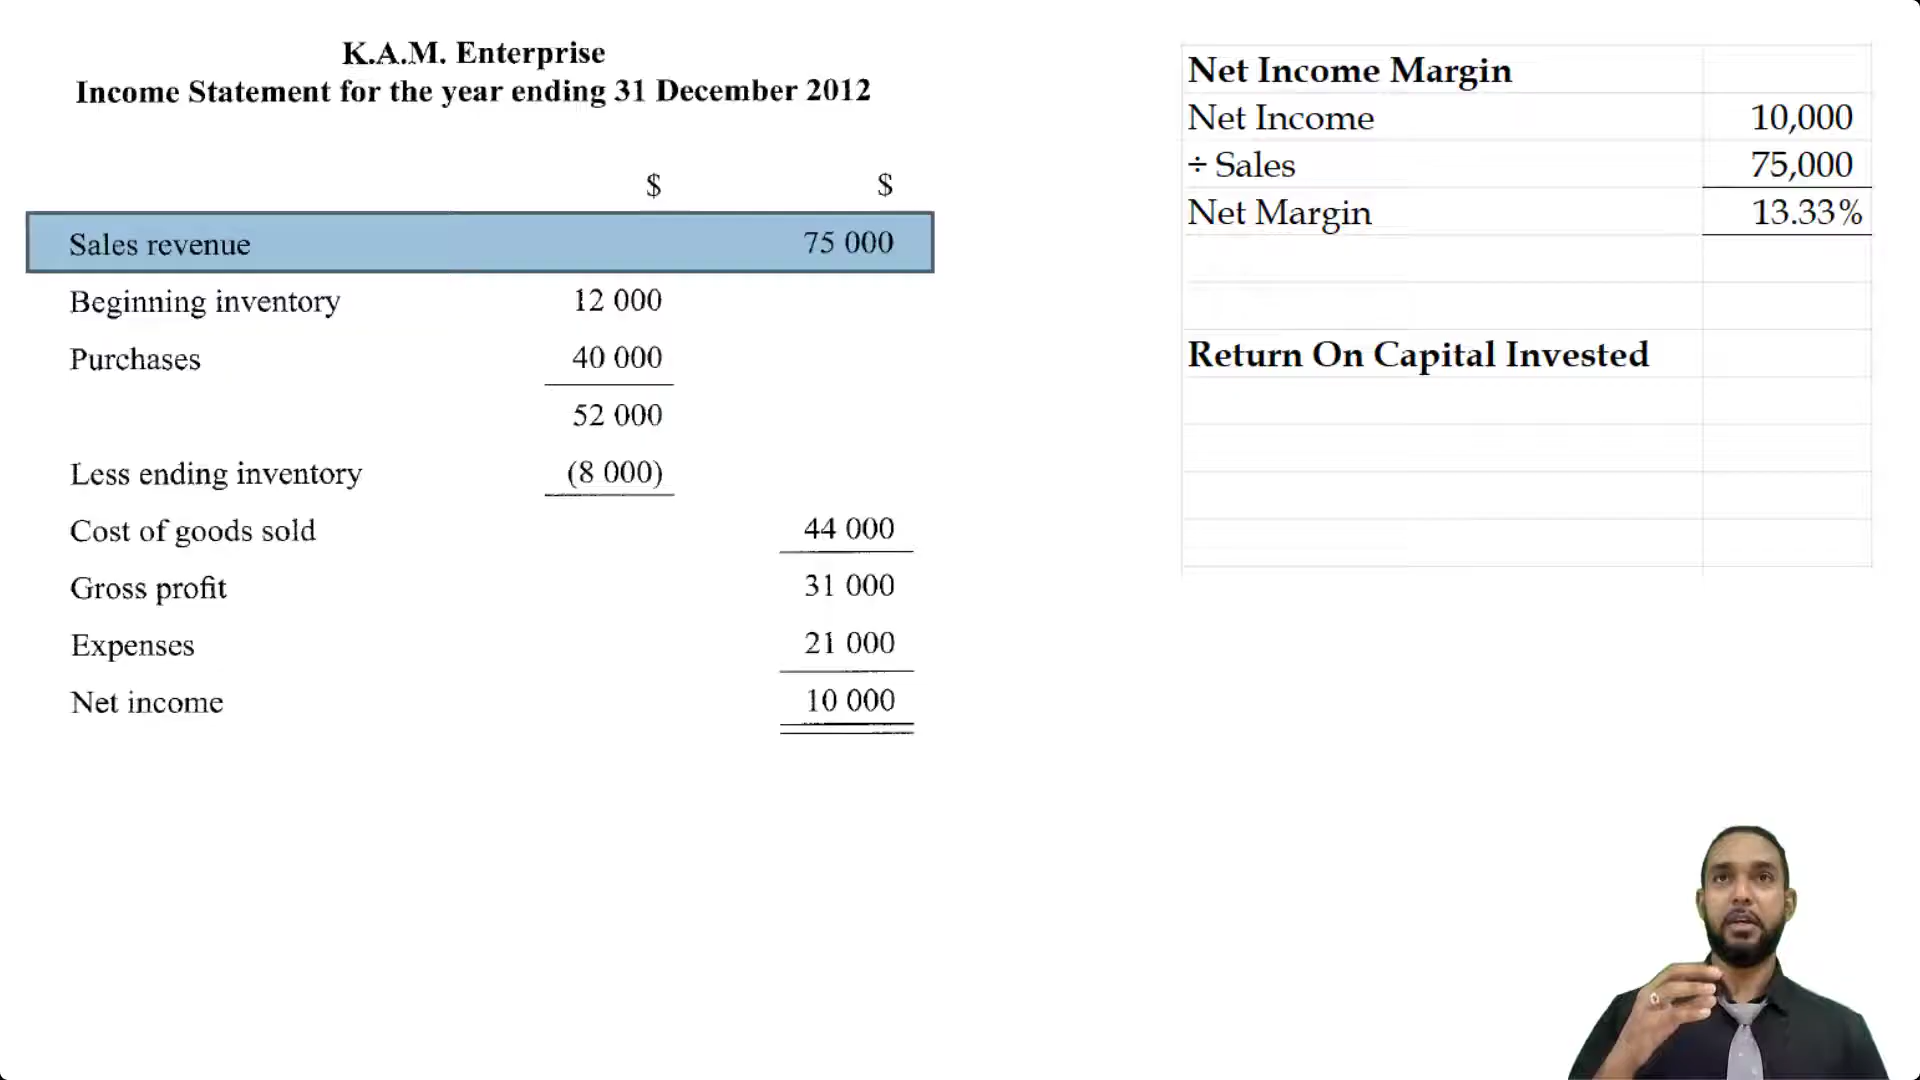 K.A.M. Enterprise
Income Statement for the year ending 31 December 2012
$ $
Sales revenue 75 000
Beginning inventory 12 000
Purchases 40 000
52 000
Less ending inventory (8 000)
Cost of goods sold 44 000
Gross profit 31 000
Expenses 21 000
Net income 10 000
Net Income Margin
Net Income 10,000
÷ Sales 75,000
Net Margin 13.33%
Return On Capital Invested